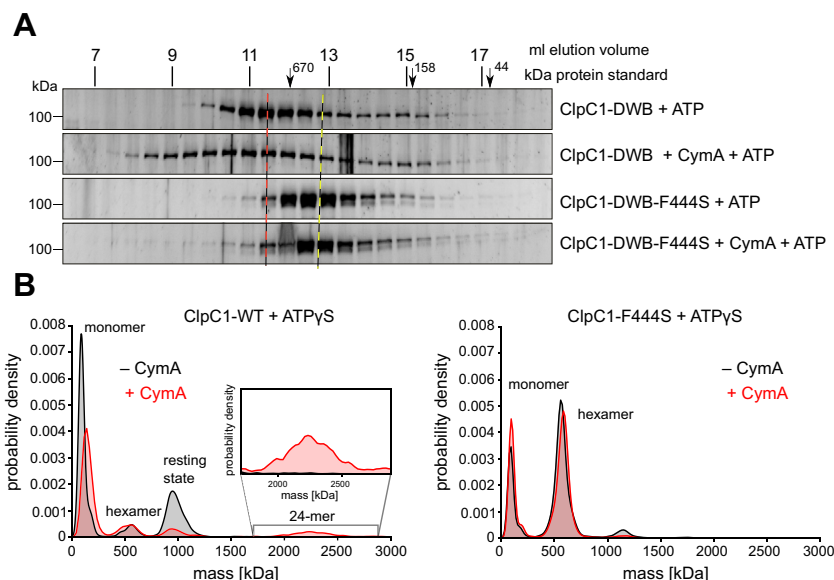 A
7 9 11 13 15 17 ml elution volume
670 158 44 kDa protein standard
kDa
100 ClpC1-DWB + ATP
100 ClpC1-DWB + CymA + ATP
100 ClpC1-DWB-F444S + ATP
100 ClpC1-DWB-F444S + CymA + ATP
B
ClpC1-WT + ATPγS
probability density
0.008
0.007
0.006
0.005
0.004
0.003
0.002
0.001
0
monomer
– CymA
+ CymA
resting
state
hexamer
probability density
2000 2500
mass [kDa]
24-mer
0 500 1000 1500 2000 2500 3000
mass [kDa]
ClpC1-F444S + ATPγS
probability density
0.008
0.007
0.006
0.005
0.004
0.003
0.002
0.001
0
monomer
hexamer
– CymA
+ CymA
0 500 1000 1500 2000 2500 3000
mass [kDa]